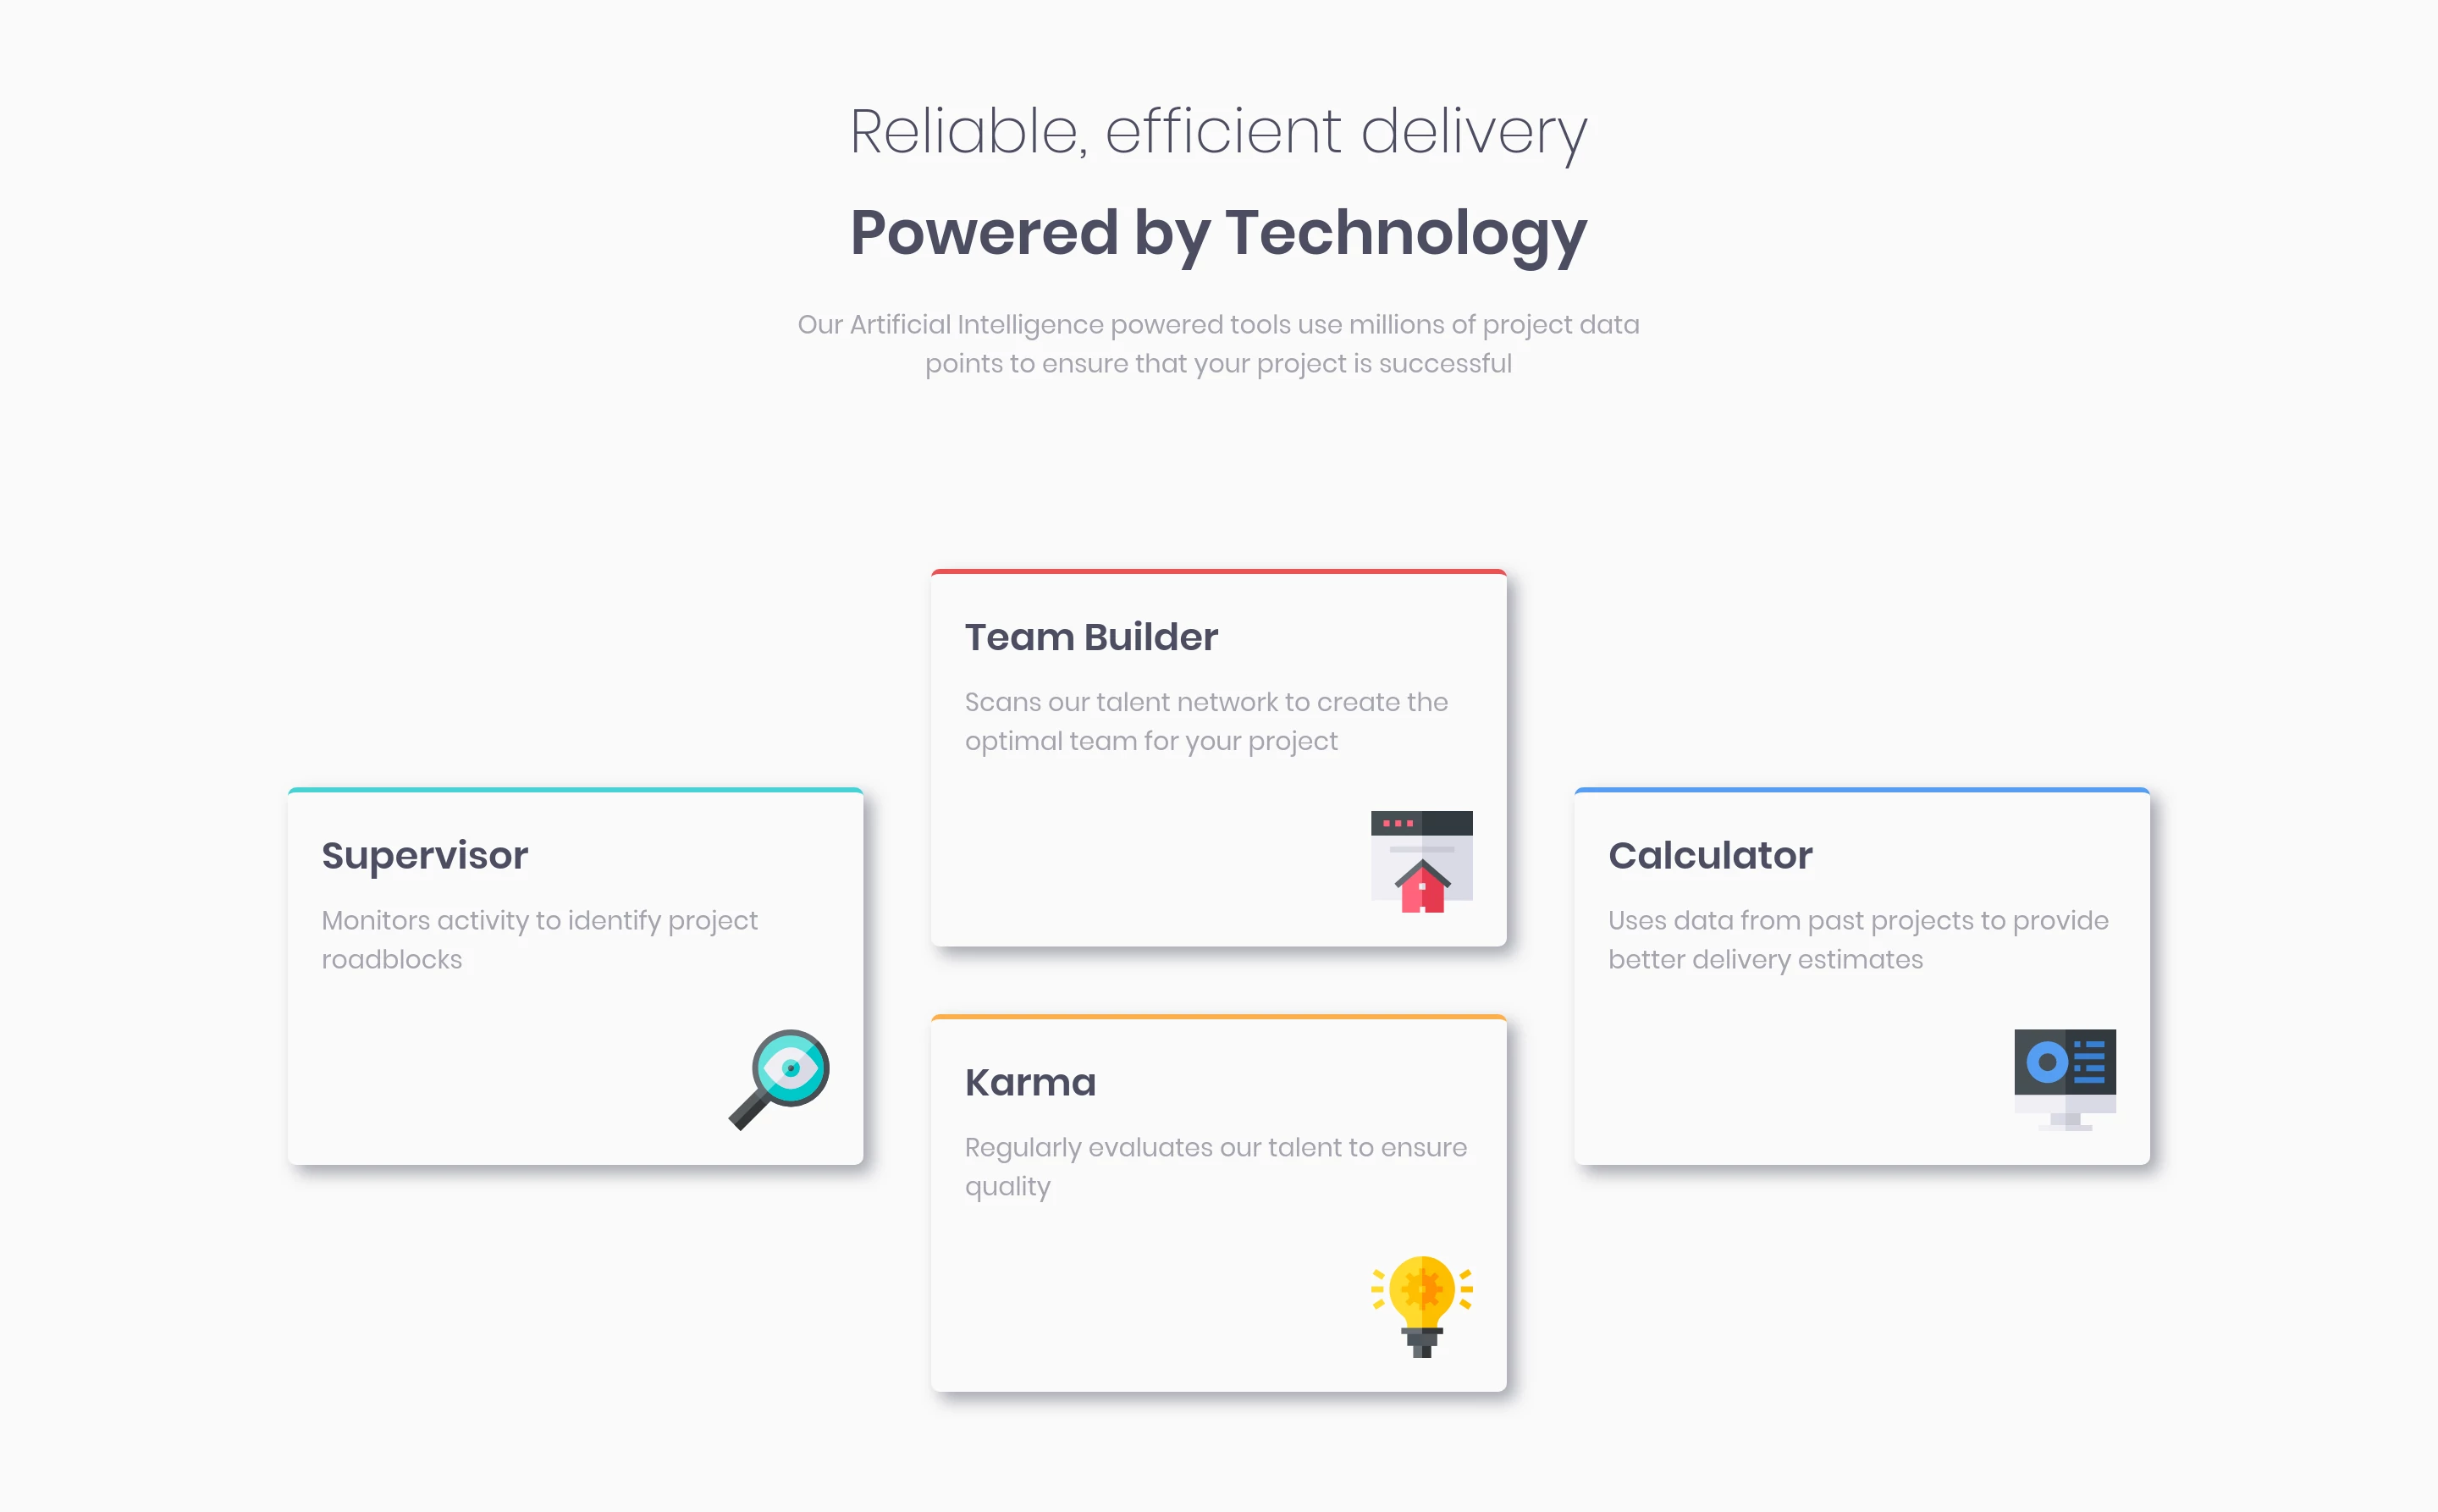 Reliable, efficient delivery
Powered by Technology
Our Artificial Intelligence powered tools use millions of project data
points to ensure that your project is successful
Supervisor
Monitors activity to identify project
roadblocks
Team Builder
Scans our talent network to create the
optimal team for your project
Karma
Regularly evaluates our talent to ensure
quality
Calculator
Uses data from past projects to provide
better delivery estimates